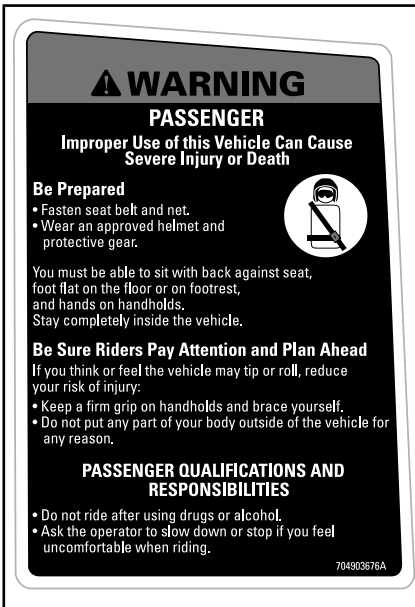 WARNING
PASSENGER
Improper Use of this Vehicle Can Cause
Severe Injury or Death
Be Prepared
• Fasten seat belt and net.
• Wear an approved helmet and
protective gear.
You must be able to sit with back against seat,
foot flat on the floor or on footrest,
and hands on handholds.
Stay completely inside the vehicle.
Be Sure Riders Pay Attention and Plan Ahead
If you think or feel the vehicle may tip or roll, reduce
your risk of injury:
• Keep a firm grip on handholds and brace yourself.
• Do not put any part of your body outside of the vehicle for
any reason.
PASSENGER QUALIFICATIONS AND
RESPONSIBILITIES
• Do not ride after using drugs or alcohol.
• Ask the operator to slow down or stop if you feel
uncomfortable when riding.
704903676A